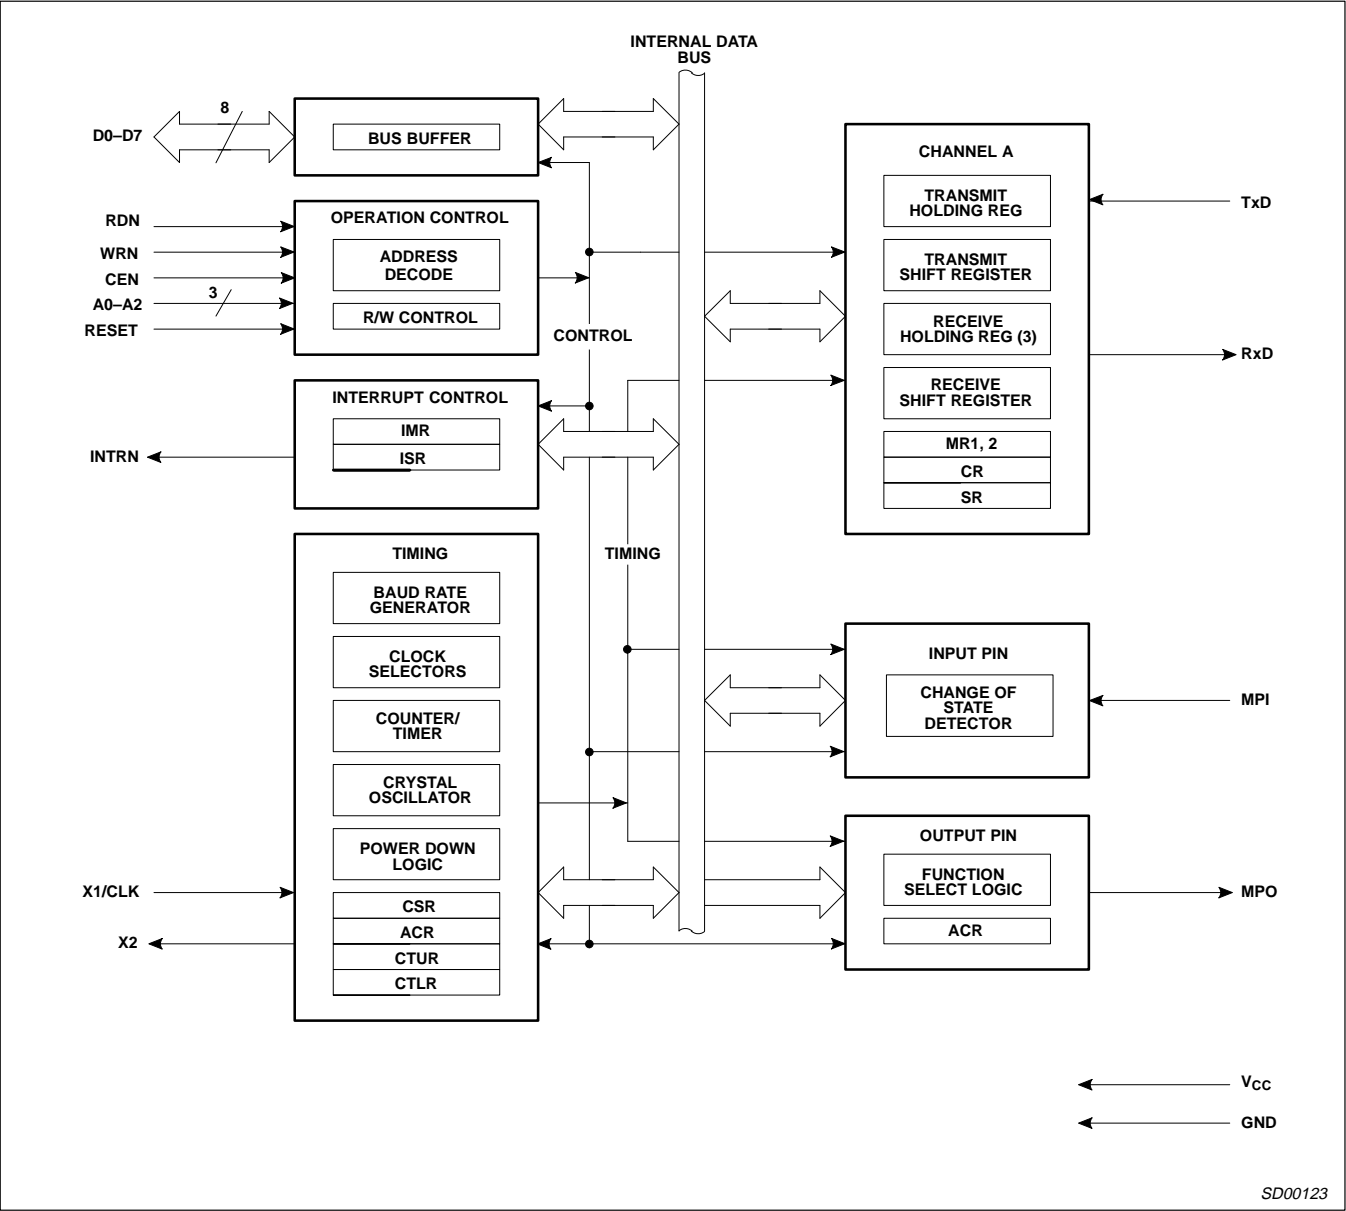 INTERNAL DATA
BUS
D0–D7
8
BUS BUFFER
RDN
WRN
CEN
A0–A2
3
RESET
OPERATION CONTROL
ADDRESS
DECODE
R/W CONTROL
CONTROL
INTRN
INTERRUPT CONTROL
IMR
ISR
TIMING
BAUD RATE
GENERATOR
CLOCK
SELECTORS
COUNTER/
TIMER
CRYSTAL
OSCILLATOR
POWER DOWN
LOGIC
CSR
ACR
CTUR
CTLR
X1/CLK
X2
TIMING
CHANNEL A
TRANSMIT
HOLDING REG
TRANSMIT
SHIFT REGISTER
RECEIVE
HOLDING REG (3)
RECEIVE
SHIFT REGISTER
MR1, 2
CR
SR
TxD
RxD
INPUT PIN
CHANGE OF
STATE
DETECTOR
MPI
OUTPUT PIN
FUNCTION
SELECT LOGIC
ACR
MPO
VCC
GND
SD00123